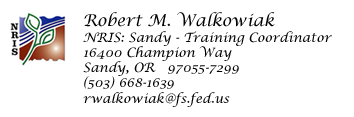 NRIS
Robert M. Walkowiak
NRIS: Sandy - Training Coordinator
16400 Champion Way
Sandy, OR   97055-7299
(503) 668-1639
rwalkowiak@fs.fed.us